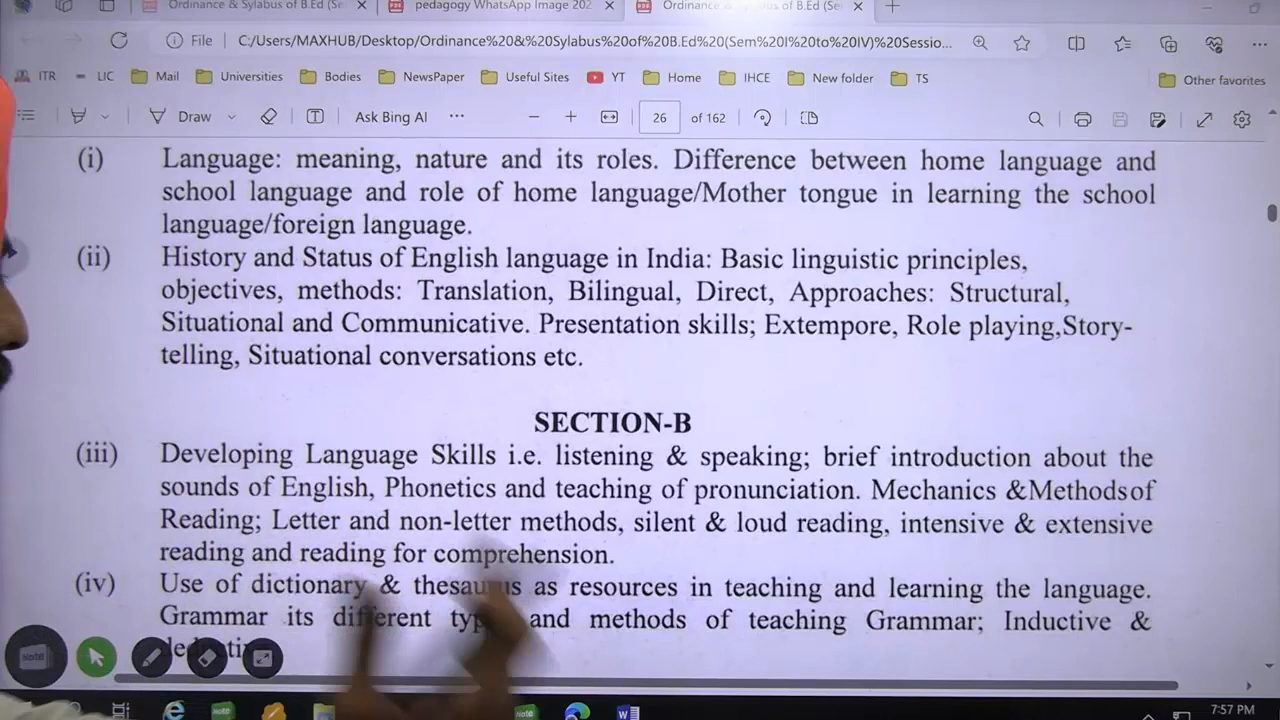 Ordinance & Sylabus of B.Ed (Se
pedagogy WhatsApp Image 202
Ordinanc of B.Ed (Se
File C:/Users/MAXHUB/Desktop/Ordinance%20&%20Sylabus%20of%20B.Ed%20(Sem%20I%20to%20IV)%20Sessio...
ITR LIC Mail Universities Bodies NewsPaper Useful Sites YT Home IHCE New folder TS Other favorites
Draw Ask Bing AI 26 of 162
(i) Language: meaning, nature and its roles. Difference between home language and
school language and role of home language/Mother tongue in learning the school
language/foreign language.
(ii) History and Status of English language in India: Basic linguistic principles,
objectives, methods: Translation, Bilingual, Direct, Approaches: Structural,
Situational and Communicative. Presentation skills; Extempore, Role playing,Story-
telling, Situational conversations etc.
SECTION-B
(iii) Developing Language Skills i.e. listening & speaking; brief introduction about the
sounds of English, Phonetics and teaching of pronunciation. Mechanics &Methodsof
Reading; Letter and non-letter methods, silent & loud reading, intensive & extensive
reading and reading for comprehension.
(iv) Use of dictionary & thesaurus as resources in teaching and learning the language.
Grammar its different and methods of teaching Grammar; Inductive &
Note
Note Note
7:57 PM